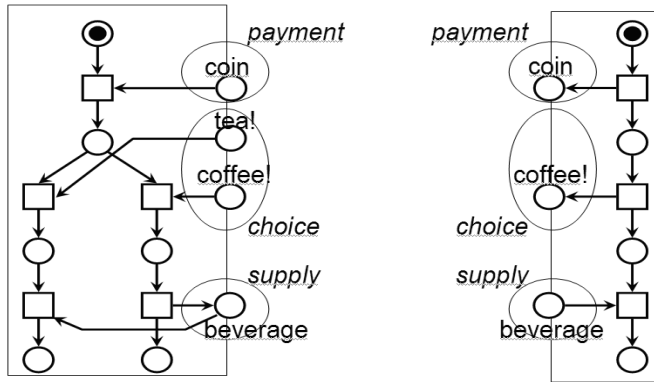 payment
coin
tea!
coffee!
choice
supply
beverage
payment
coin
coffee!
choice
supply
beverage